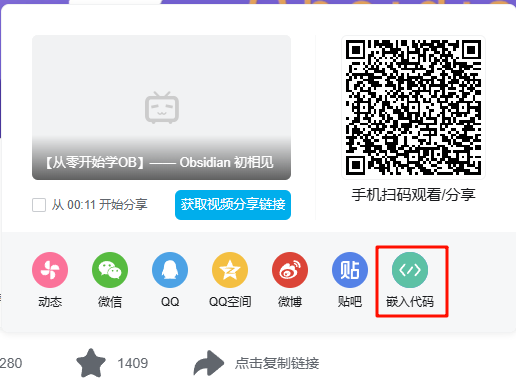 【从零开始学OB】—— Obsidian 初相见
从 00:11 开始分享
获取视频分享链接
手机扫码观看/分享
动态
微信
QQ
QQ空间
微博
贴
贴吧
嵌入代码
280
1409
点击复制链接